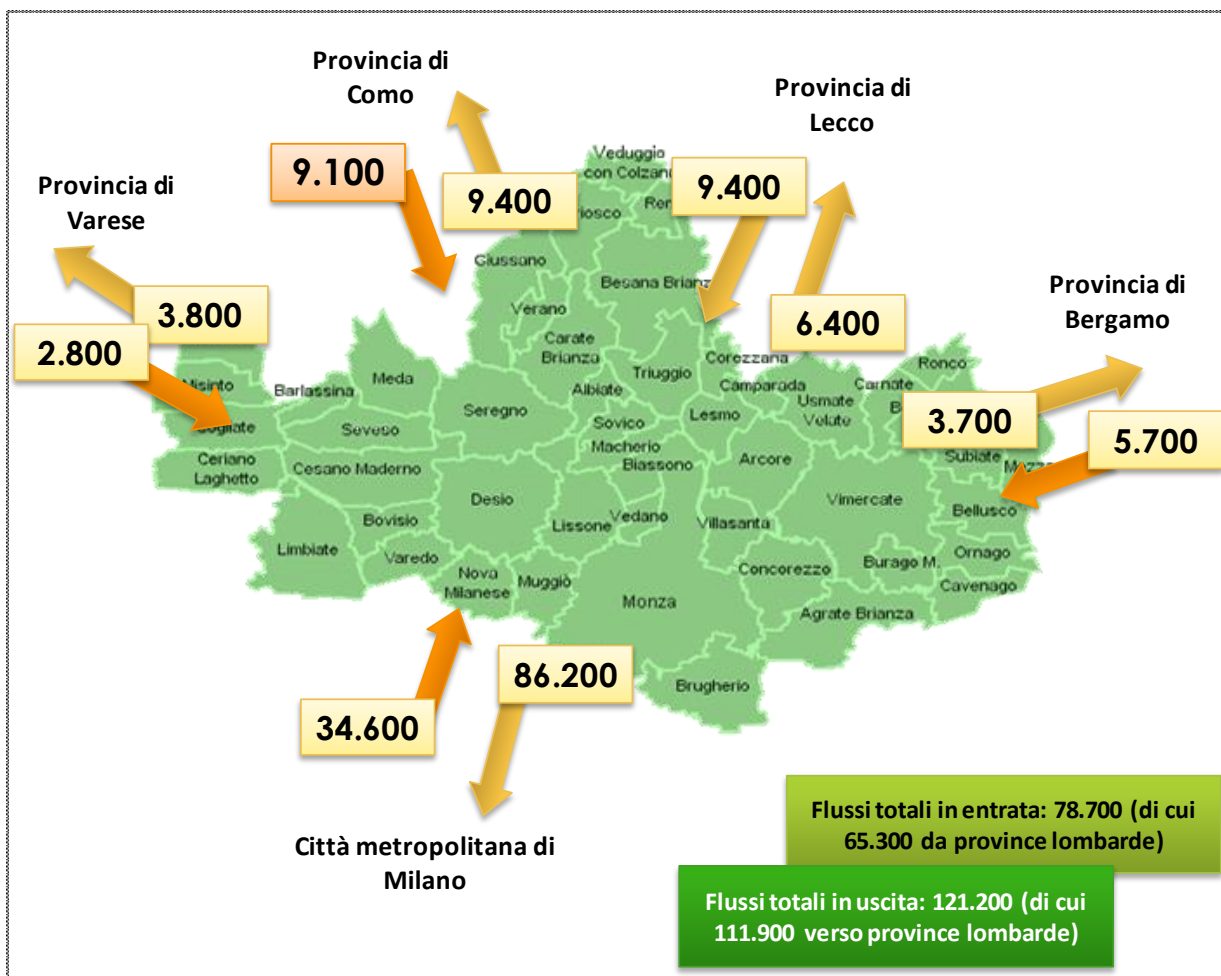 Provincia di
Como
Provincia di
Lecco
Provincia di
Varese
Provincia di
Bergamo
9.100
9.400
9.400
6.400
3.800
2.800
3.700
5.700
34.600
86.200
Veduggio
con Colzano
Giussano
Besana Brianz
Verano
Carate
Brianza
Triuggio
Corezzana
Camparada
Ronco
Carnate
Usmate
Velate
Misinto
Barlassina
Meda
Albiate
Seregno
Sovico
Lesmo
Seveso
Macherio
Biassono
Arcore
Ceriano
Laghetto
Cesano Maderno
Desio
Vimercate
Bellusco
Bovisio
Lissone
Vedano
Villasanta
Limbiate
Varedo
Nova
Milanese
Muggiò
Monza
Concorezzo
Burago M.
Ornago
Cavenago
Agrate Brianza
Brugherio
Città metropolitana di
Milano
Flussi totali in entrata: 78.700 (di cui
65.300 da province lombarde)
Flussi totali in uscita: 121.200 (di cui
111.900 verso province lombarde)